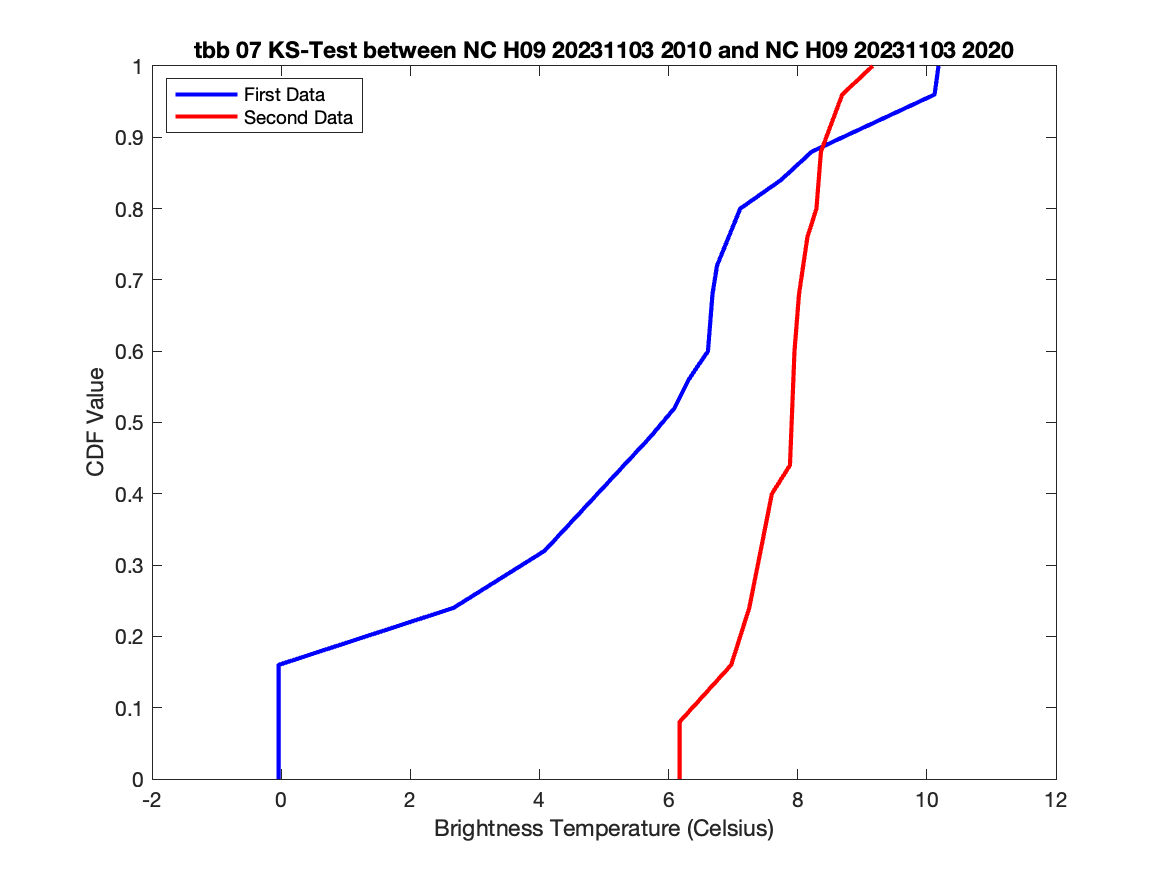 tbb 07 KS-Test between NC H09 20231103 2010 and NC H09 20231103 2020
First Data
Second Data
CDF Value
1
0.9
0.8
0.7
0.6
0.5
0.4
0.3
0.2
0.1
0
-2 0 2 4 6 8 10 12
Brightness Temperature (Celsius)